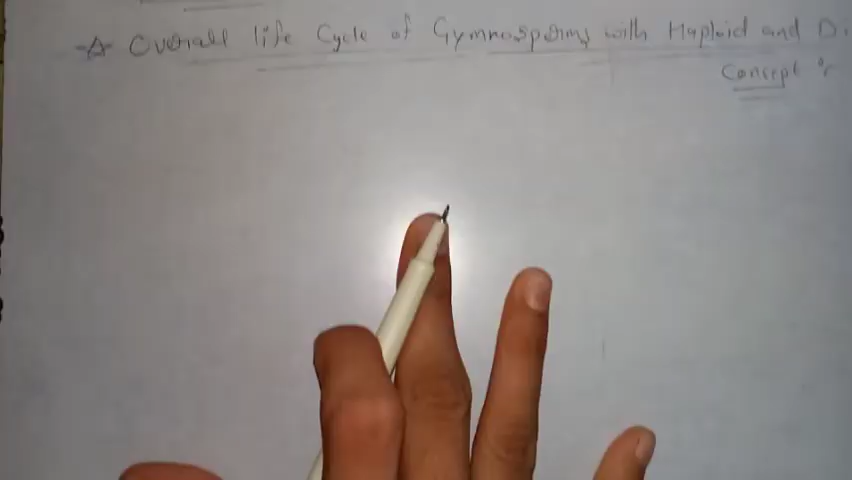 ☆ Overall life Cycle of Gymnosperms with Haploid and D.
Concept :-